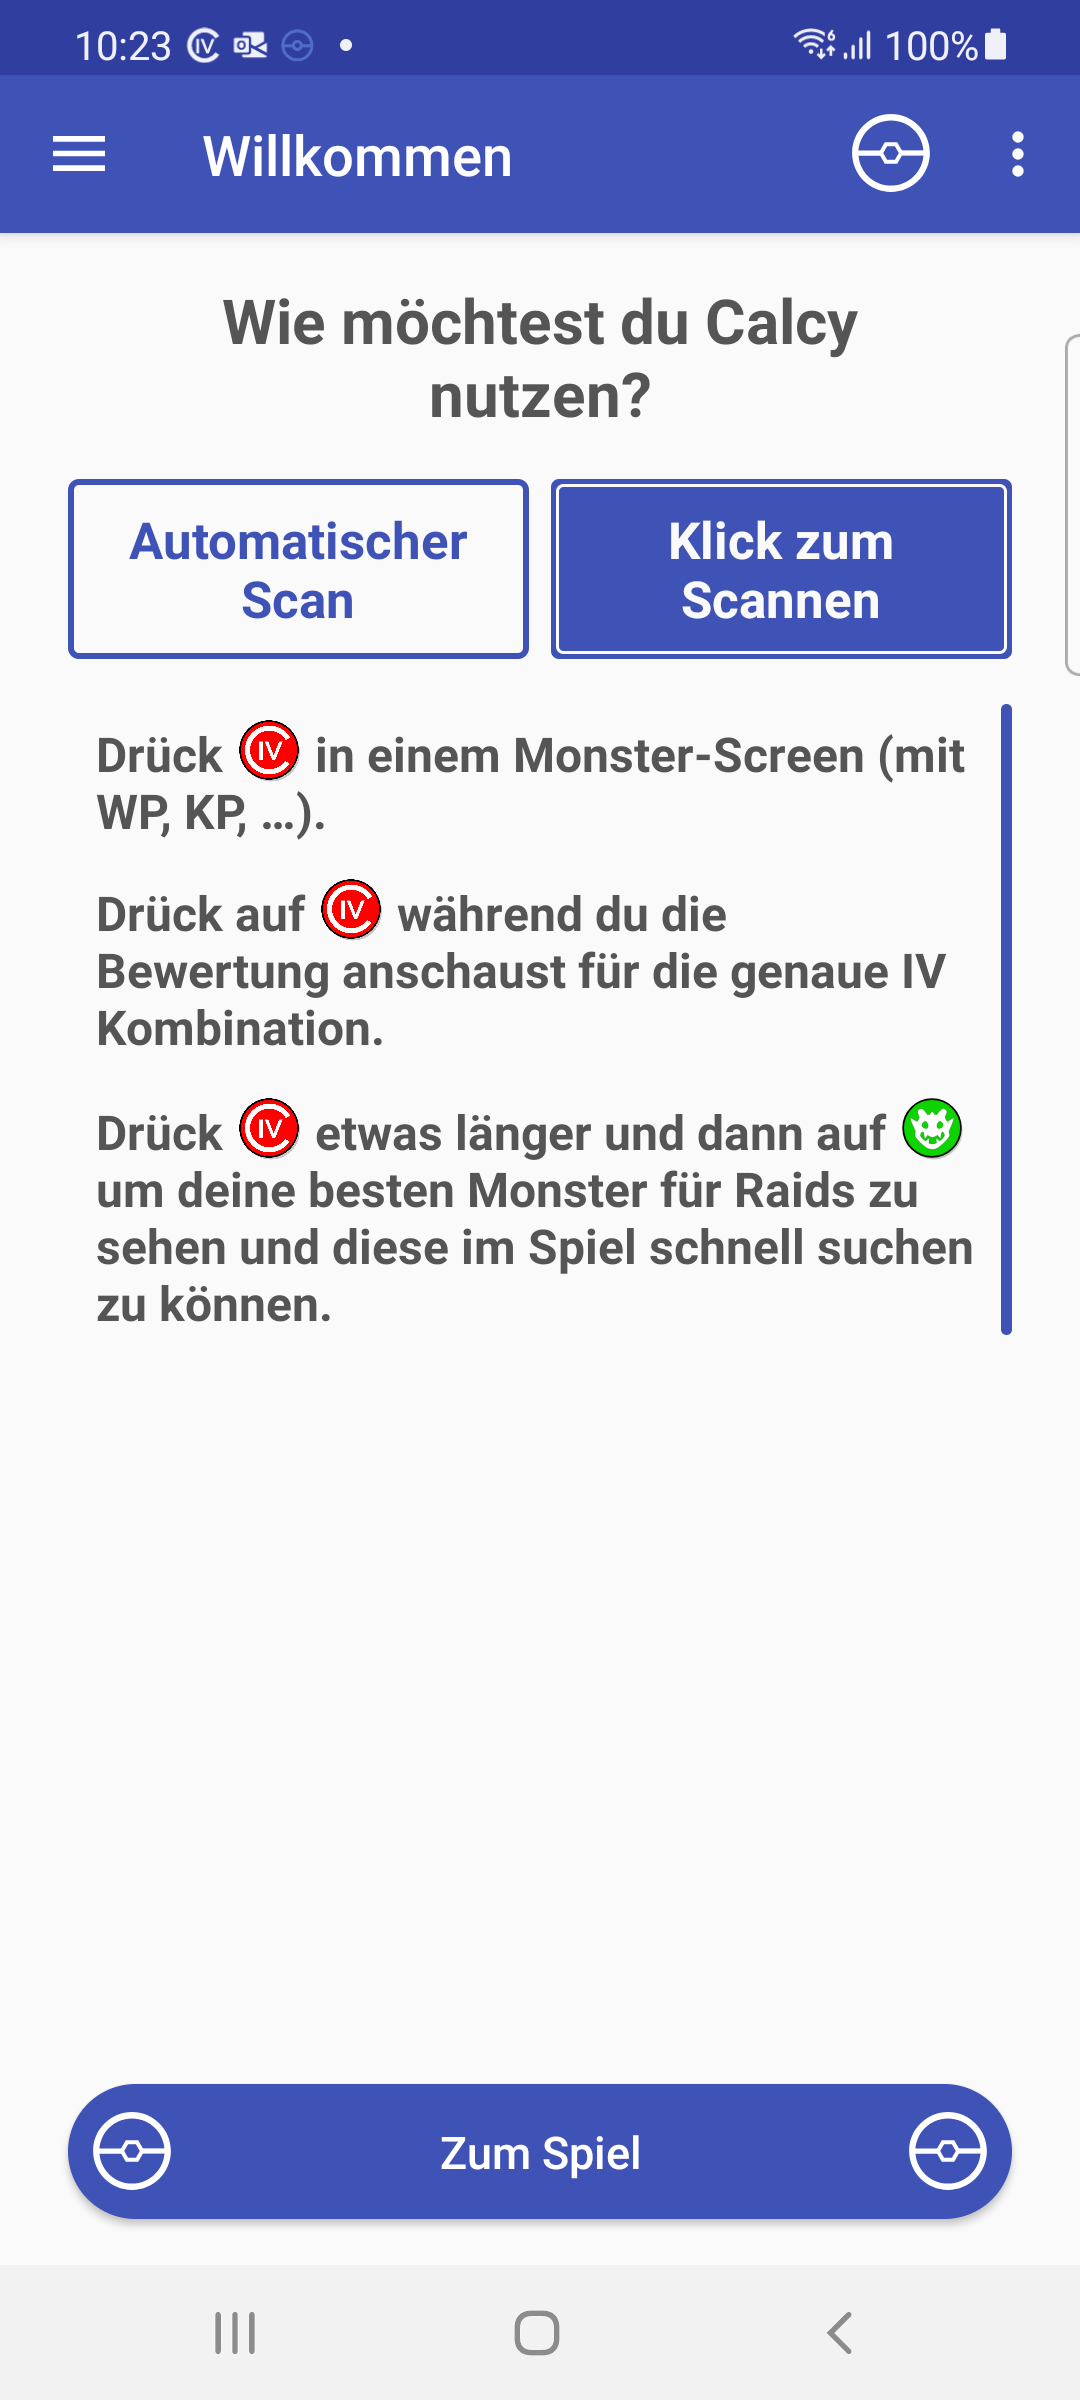 10:23 100%
Willkommen
Wie möchtest du Calcy
nutzen?
Automatischer
Scan
Klick zum
Scannen
Drück IV in einem Monster-Screen (mit
WP, KP, ...).
Drück auf IV während du die
Bewertung anschaust für die genaue IV
Kombination.
Drück IV etwas länger und dann auf
um deine besten Monster für Raids zu
sehen und diese im Spiel schnell suchen
zu können.
Zum Spiel